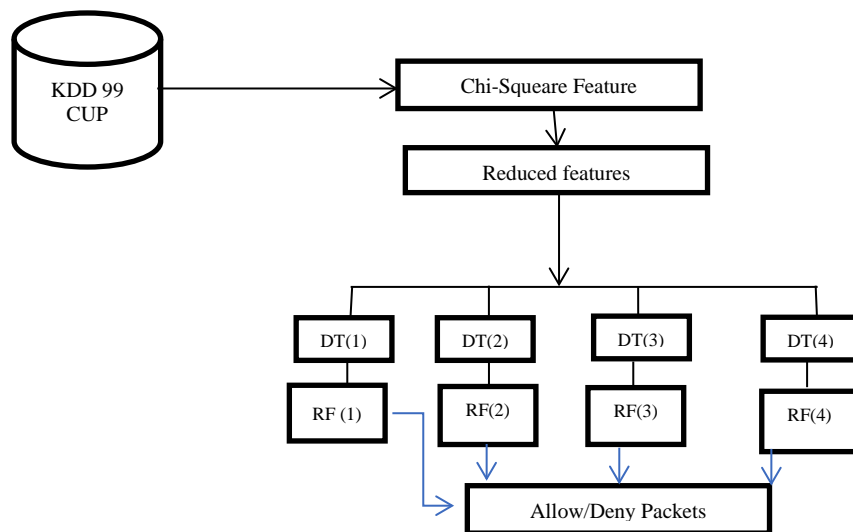 KDD 99
CUP
Chi-Squeare Feature
Reduced features
DT(1)
DT(2)
DT(3)
DT(4)
RF (1)
RF(2)
RF(3)
RF(4)
Allow/Deny Packets